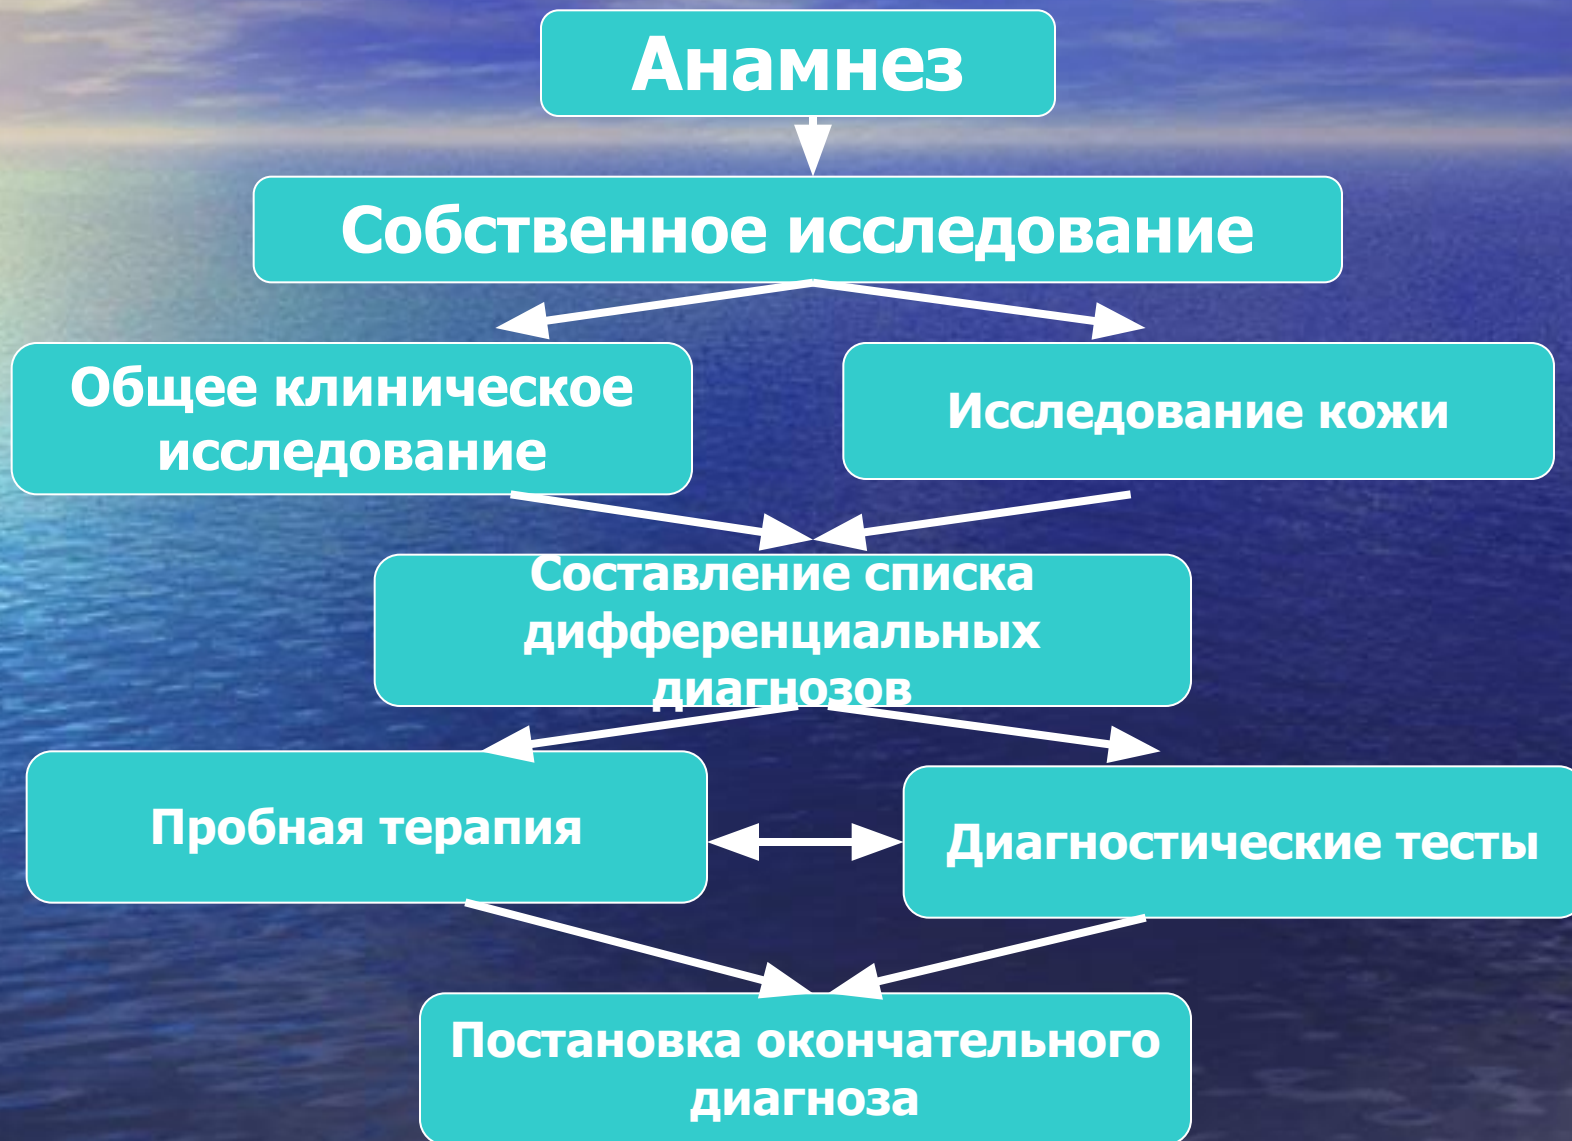 Анамнез
Собственное исследование
Общее клиническое
исследование
Исследование кожи
Составление списка
дифференциальных
диагнозов
Пробная терапия
Диагностические тесты
Постановка окончательного
диагноза